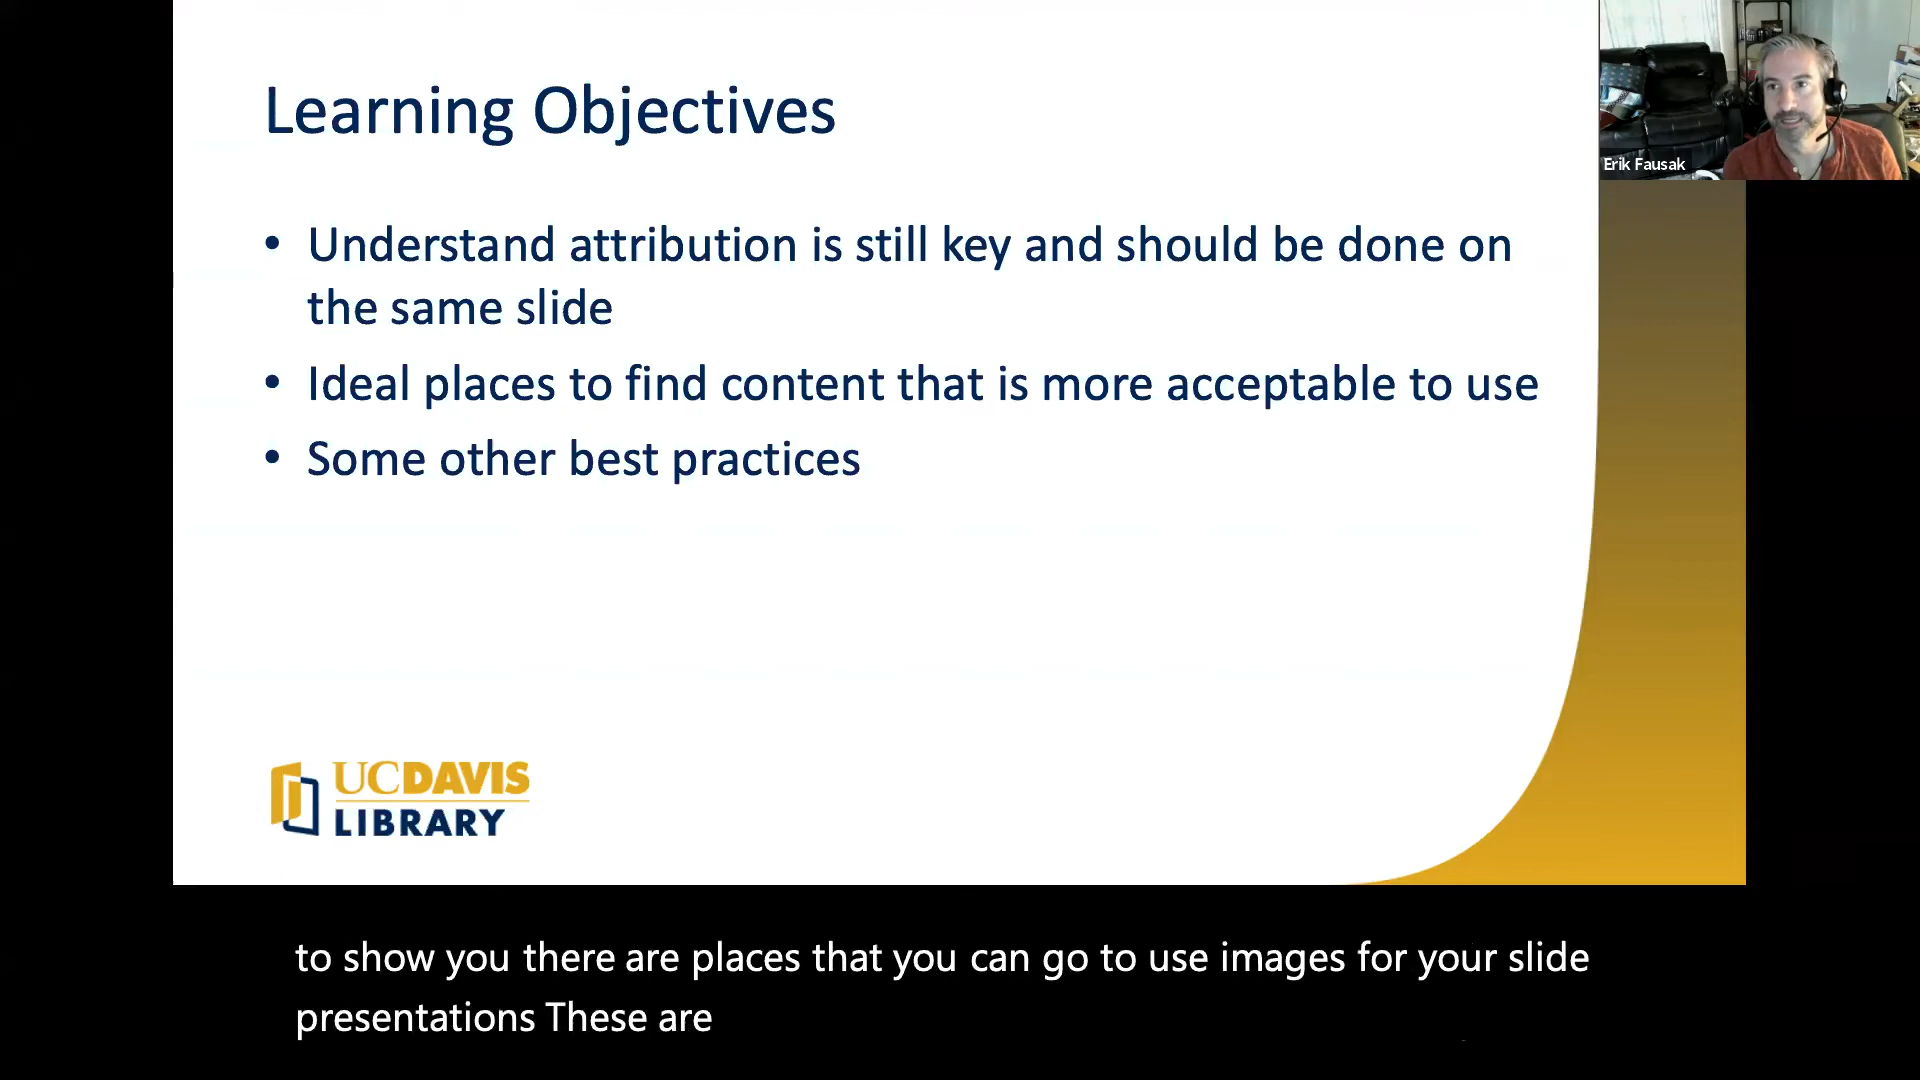 Learning Objectives
Erik Fausak
• Understand attribution is still key and should be done on
the same slide
• Ideal places to find content that is more acceptable to use
• Some other best practices
UCDAVIS
LIBRARY
to show you there are places that you can go to use images for your slide
presentations These are